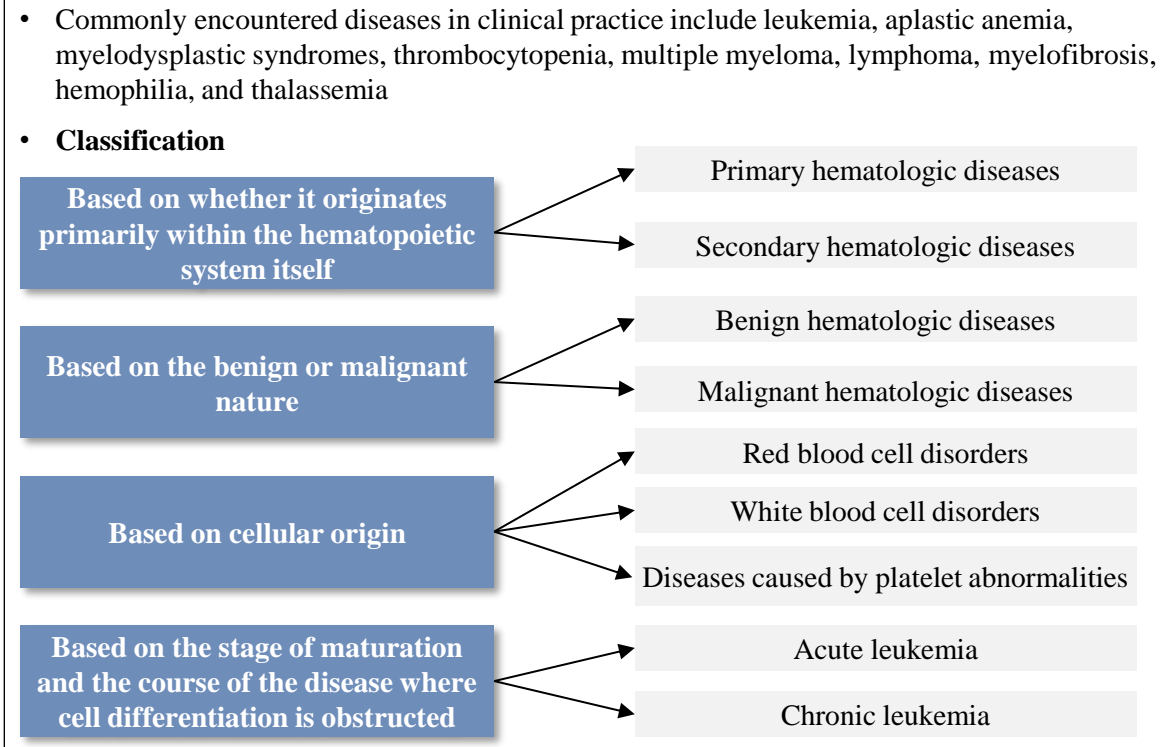 • Commonly encountered diseases in clinical practice include leukemia, aplastic anemia,
myelodysplastic syndromes, thrombocytopenia, multiple myeloma, lymphoma, myelofibrosis,
hemophilia, and thalassemia
• Classification
Based on whether it originates
primarily within the hematopoietic
system itself
Primary hematologic diseases
Secondary hematologic diseases
Based on the benign or malignant
nature
Benign hematologic diseases
Malignant hematologic diseases
Based on cellular origin
Red blood cell disorders
White blood cell disorders
Diseases caused by platelet abnormalities
Based on the stage of maturation
and the course of the disease where
cell differentiation is obstructed
Acute leukemia
Chronic leukemia